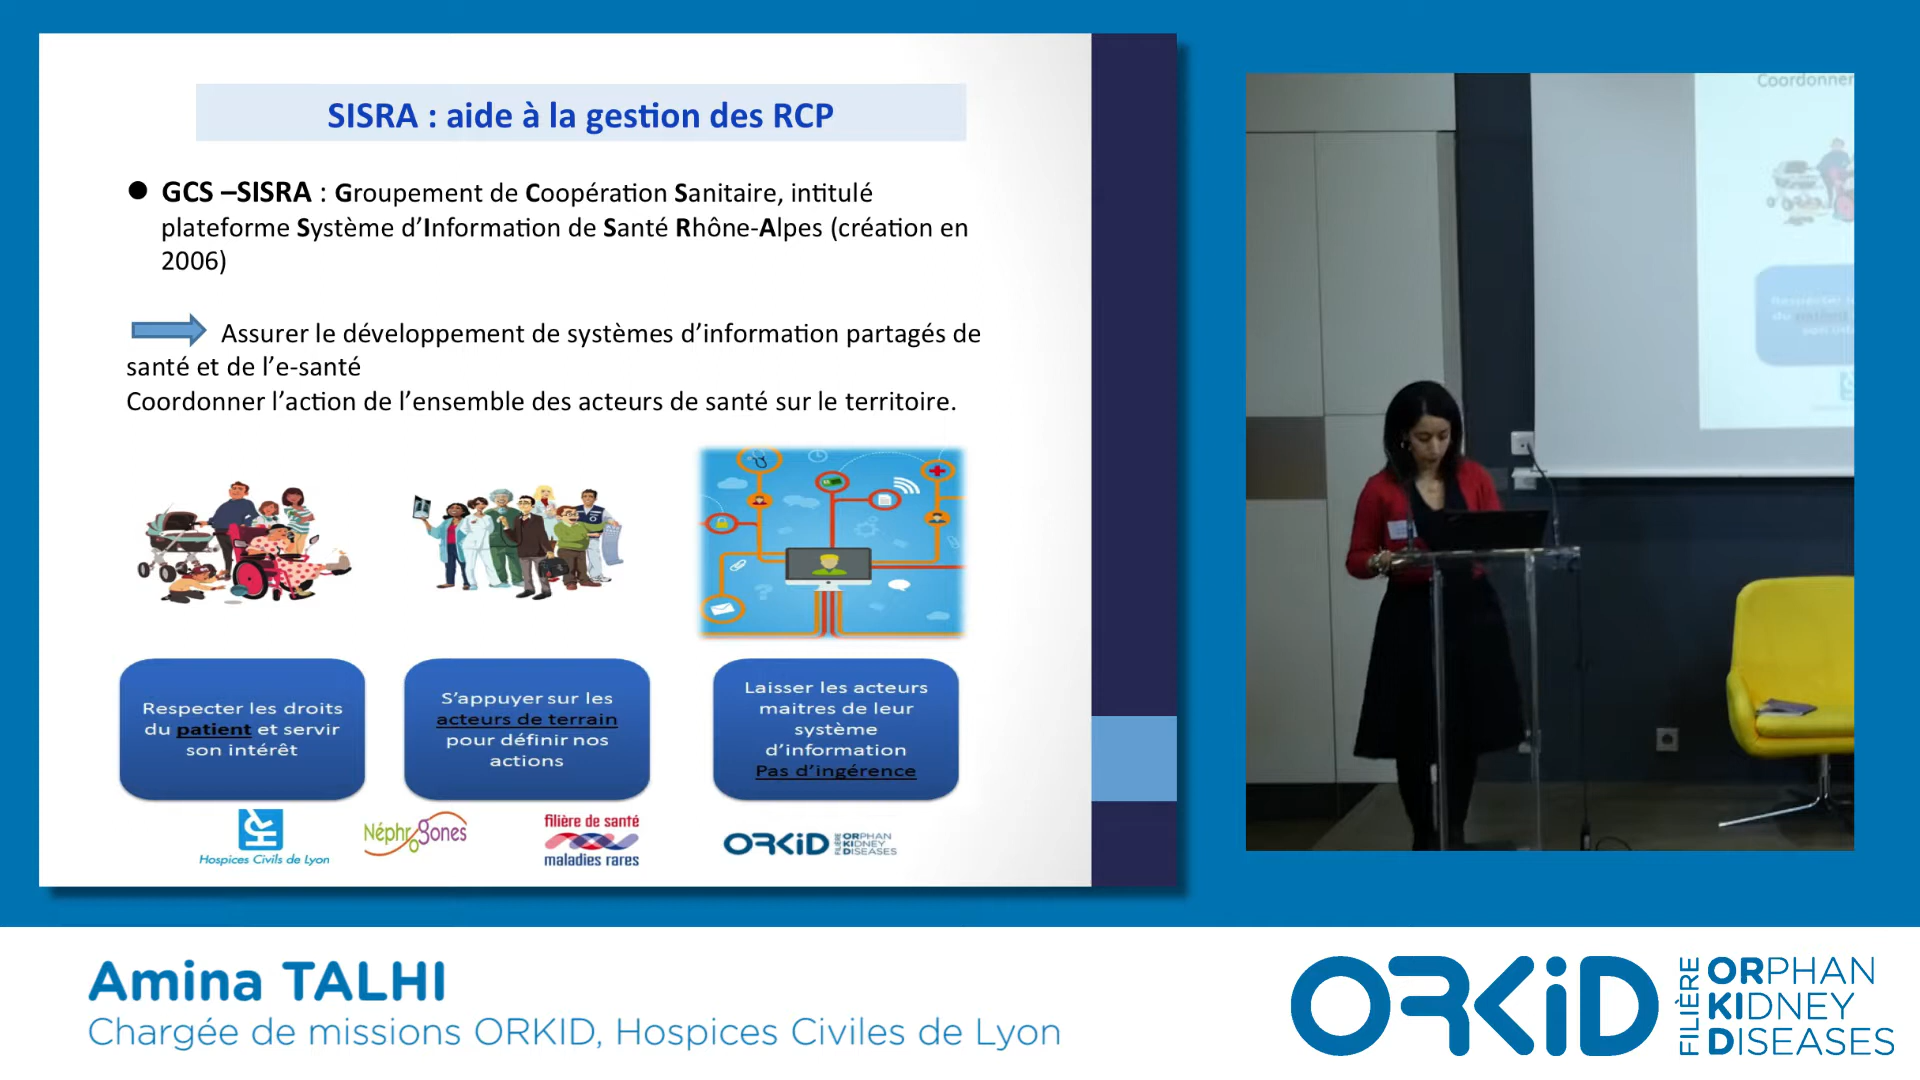 SISRA : aide à la gestion des RCP
GCS –SISRA : Groupement de Coopération Sanitaire, intitulé
plateforme Système d’Information de Santé Rhône-Alpes (création en
2006)
Assurer le développement de systèmes d’information partagés de
santé et de l’e-santé
Coordonner l’action de l’ensemble des acteurs de santé sur le territoire.
Respecter les droits
du patient et servir
son intérêt
S’appuyer sur les
acteurs de terrain
pour définir nos
actions
Laisser les acteurs
maitres de leur
système
d’information
Pas d’ingérence
Hospices Civils de Lyon
Néphrogones
filière de santé
maladies rares
ORKiD
FILIÈRE
ORPHAN
KIDNEY
DISEASES
Coordonner
Amina TALHI
Chargée de missions ORKID, Hospices Civiles de Lyon
ORKiD
FILIÈRE
ORPHAN
KIDNEY
DISEASES